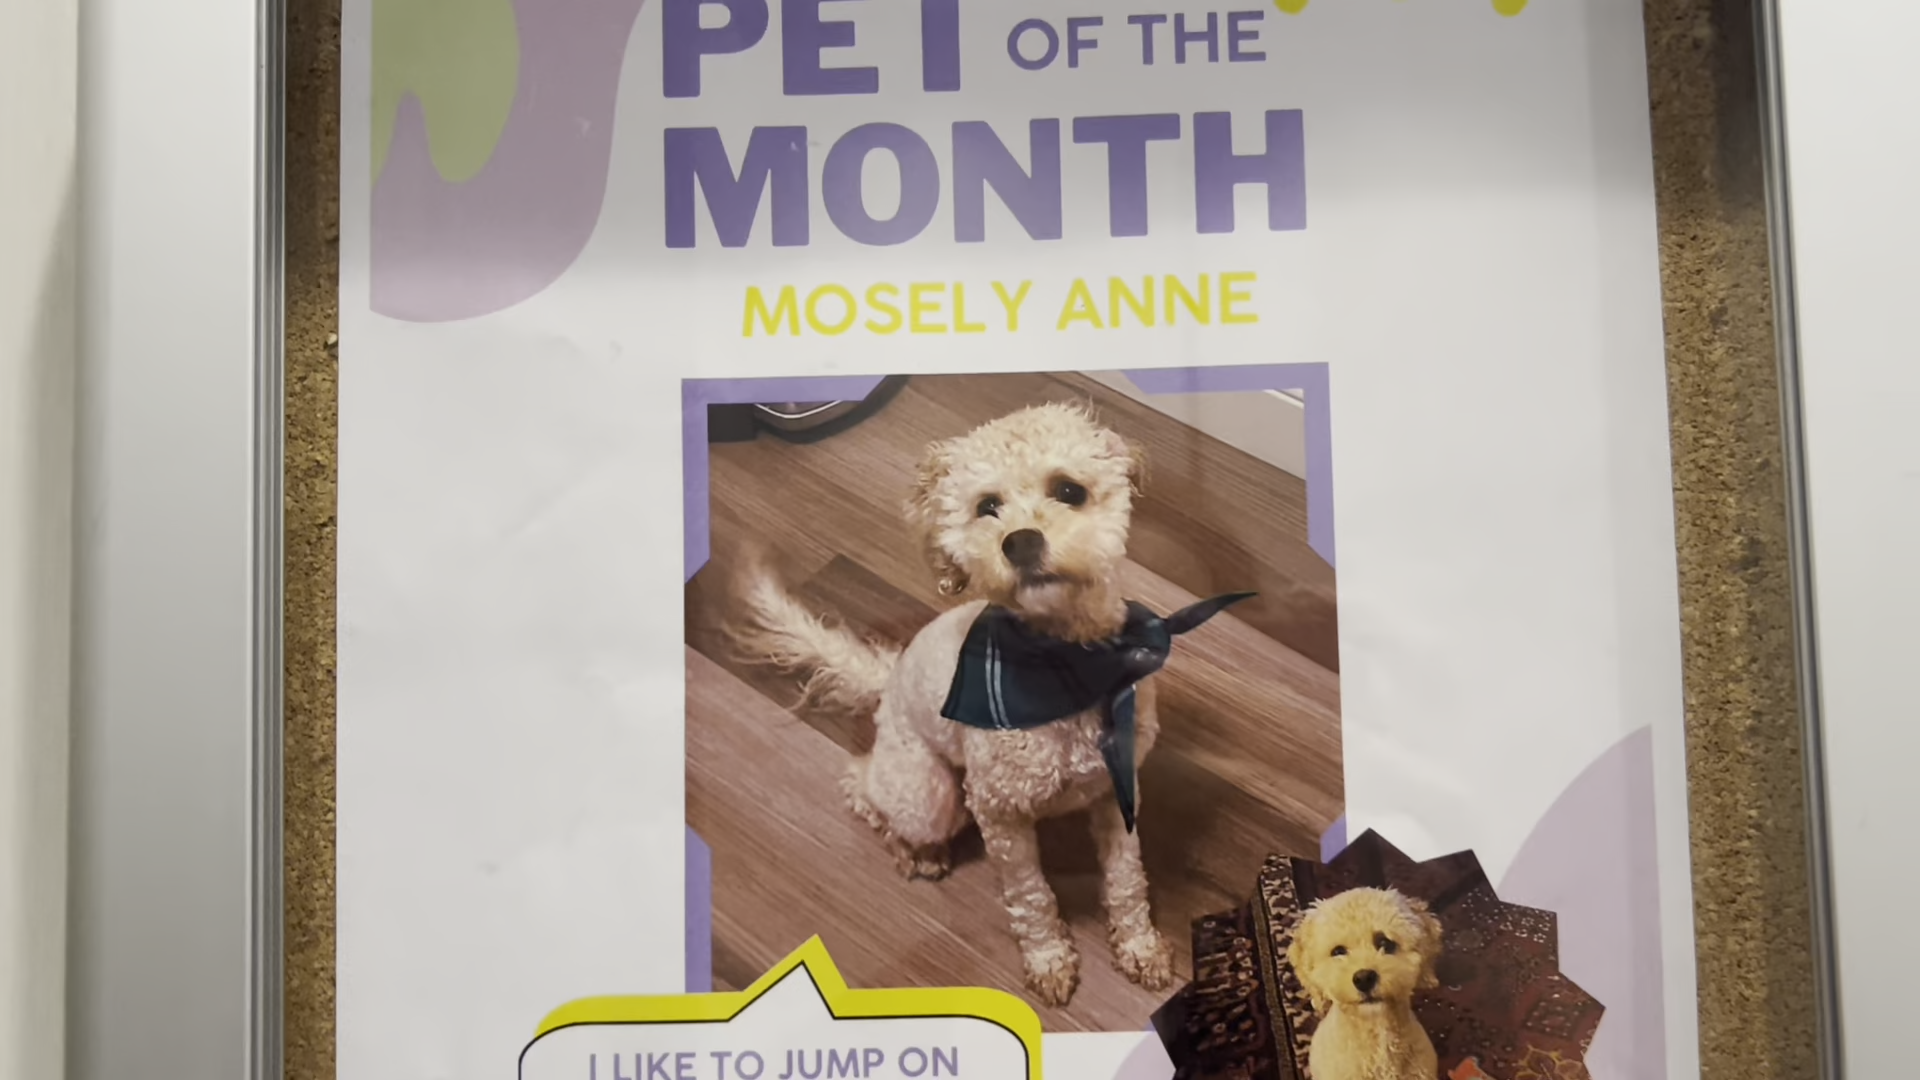 PET OF THE
MONTH
MOSELY ANNE
I LIKE TO JUMP ON